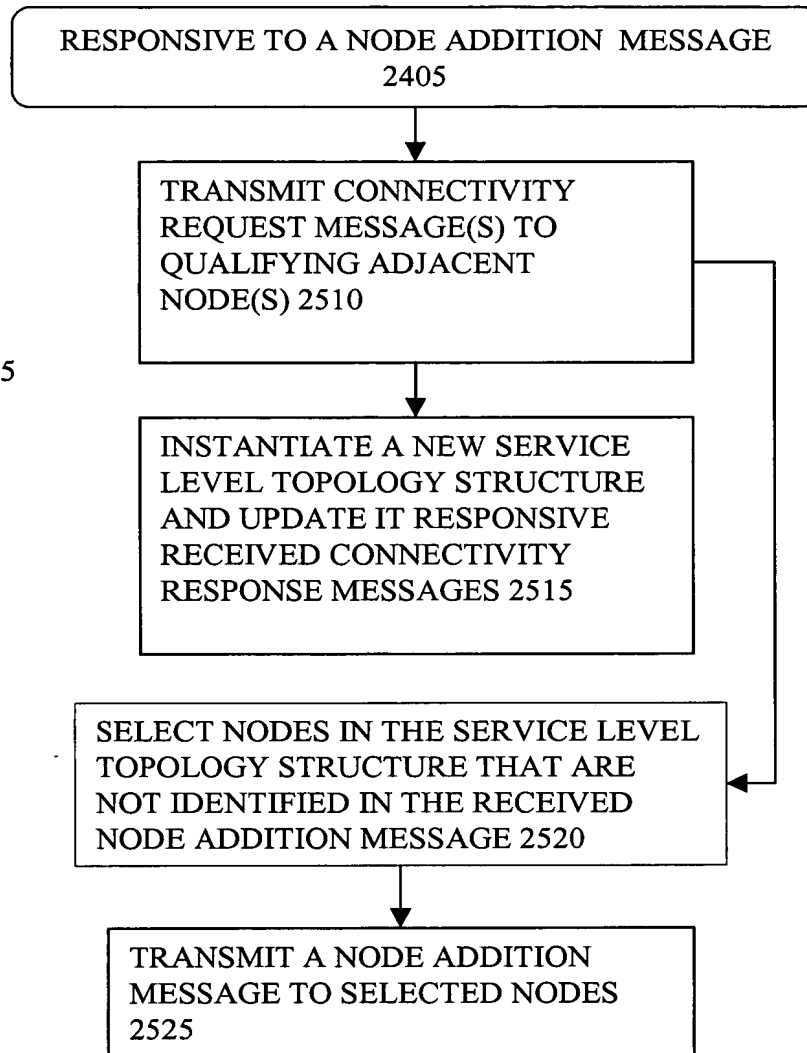 RESPONSIVE TO A NODE ADDITION MESSAGE
2405
TRANSMIT CONNECTIVITY
REQUEST MESSAGE(S) TO
QUALIFYING ADJACENT
NODE(S) 2510
5
INSTANTIATE A NEW SERVICE
LEVEL TOPOLOGY STRUCTURE
AND UPDATE IT RESPONSIVE
RECEIVED CONNECTIVITY
RESPONSE MESSAGES 2515
SELECT NODES IN THE SERVICE LEVEL
TOPOLOGY STRUCTURE THAT ARE
NOT IDENTIFIED IN THE RECEIVED
NODE ADDITION MESSAGE 2520
TRANSMIT A NODE ADDITION
MESSAGE TO SELECTED NODES
2525